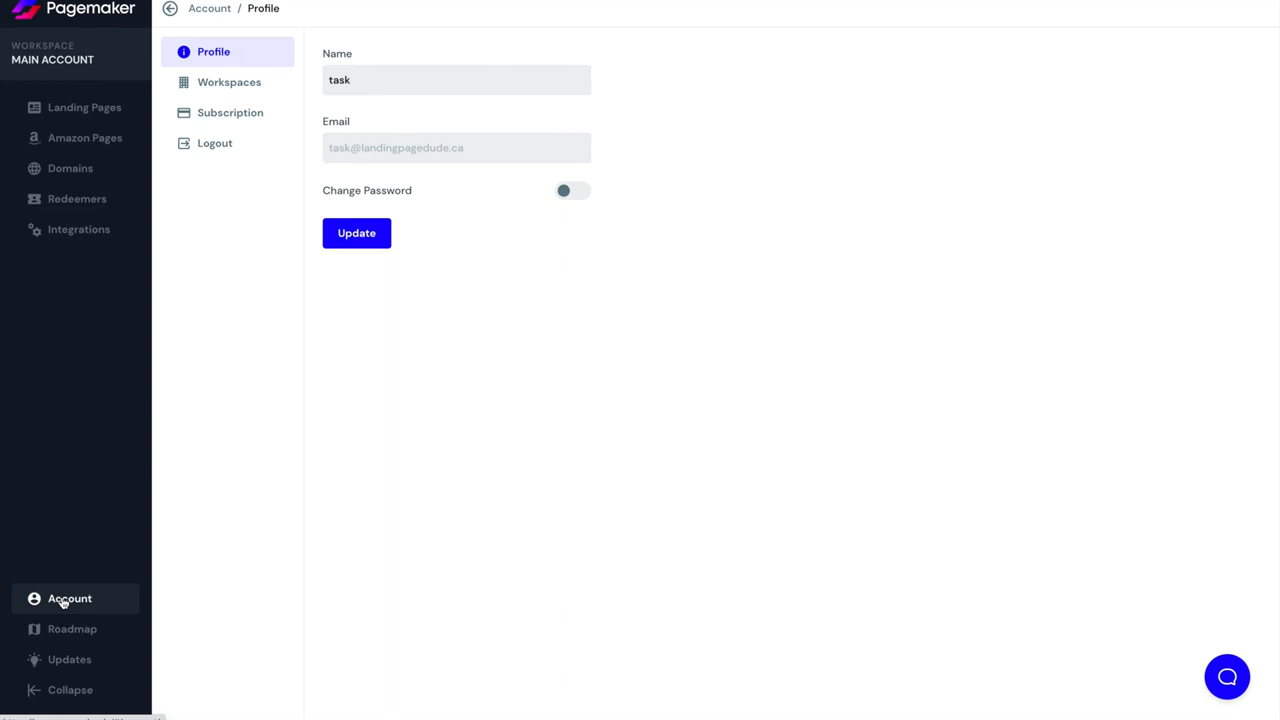 Pagemaker
WORKSPACE
MAIN ACCOUNT
Landing Pages
Amazon Pages
Domains
Redeemers
Integrations
Account
Roadmap
Updates
Collapse
Account / Profile
Profile
Workspaces
Subscription
Logout
Name
task
Email
task@landingpagedude.ca
Change Password
Update